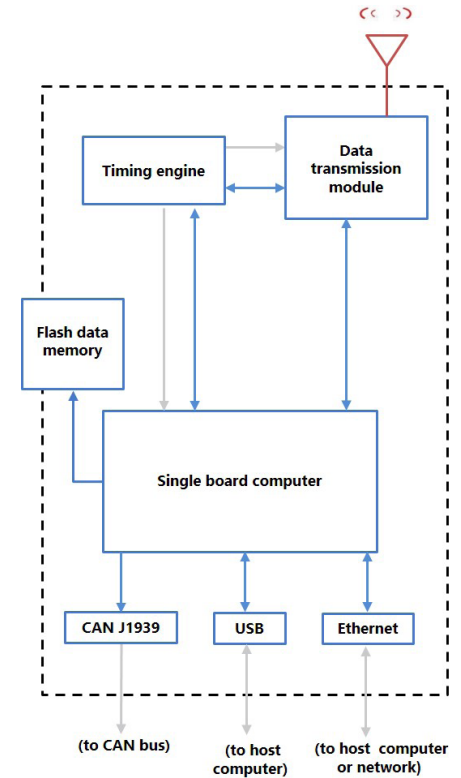 Timing engine
Data
transmission
module
Flash data
memory
Single board computer
CAN J1939
USB
Ethernet
(to CAN bus)
(to host
computer)
(to host  computer
or network)